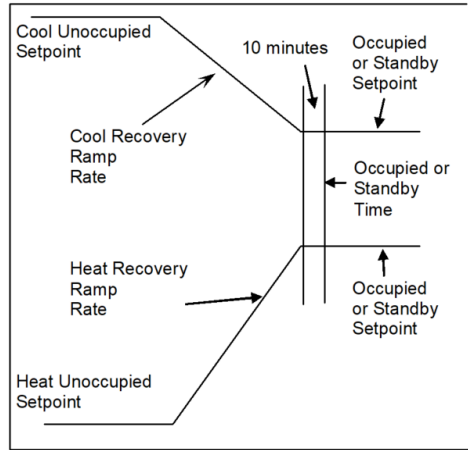 Cool Unoccupied
Setpoint
10 minutes
Occupied
or Standby
Setpoint
Cool Recovery
Ramp
Rate
Occupied or
Standby
Time
Heat Recovery
Ramp
Rate
Occupied
or Standby
Setpoint
Heat Unoccupied
Setpoint